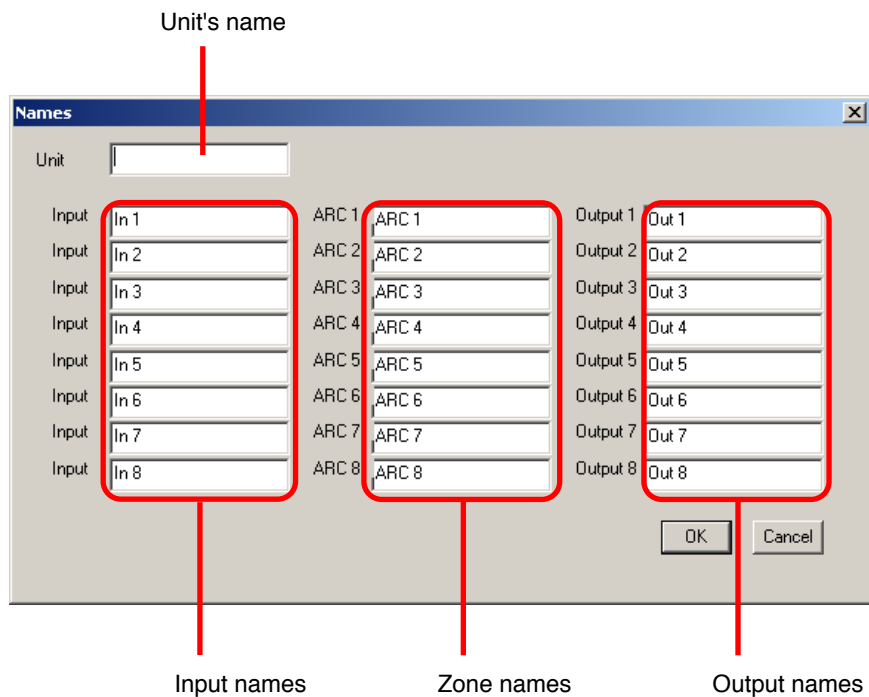 Unit's name
Names
Unit
Input In 1 ARC 1 ARC 1 Output 1 Out 1
Input In 2 ARC 2 ARC 2 Output 2 Out 2
Input In 3 ARC 3 ARC 3 Output 3 Out 3
Input In 4 ARC 4 ARC 4 Output 4 Out 4
Input In 5 ARC 5 ARC 5 Output 5 Out 5
Input In 6 ARC 6 ARC 6 Output 6 Out 6
Input In 7 ARC 7 ARC 7 Output 7 Out 7
Input In 8 ARC 8 ARC 8 Output 8 Out 8
OK Cancel
Input names Zone names Output names